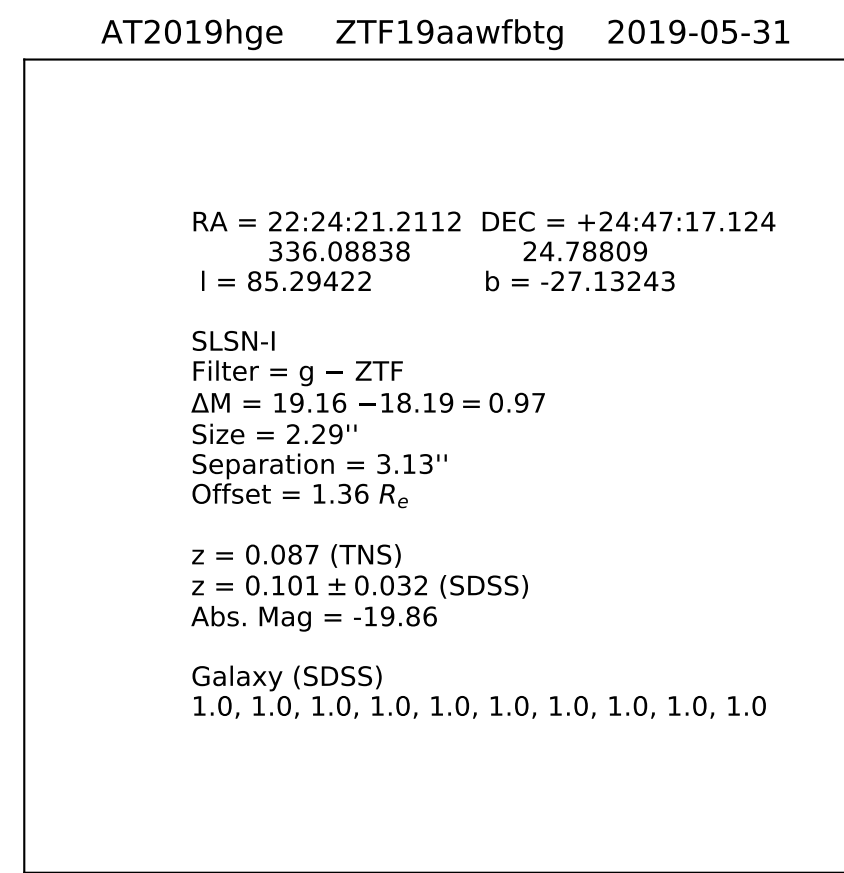 AT2019hge ZTF19aawfbtg 2019-05-31
RA = 22:24:21.2112 DEC = +24:47:17.124
336.08838 24.78809
l = 85.29422 b = -27.13243
SLSN-I
Filter = g − ZTF
ΔM = 19.16 −18.19 = 0.97
Size = 2.29''
Separation = 3.13''
Offset = 1.36 Rₑ
z = 0.087 (TNS)
z = 0.101 ± 0.032 (SDSS)
Abs. Mag = -19.86
Galaxy (SDSS)
1.0, 1.0, 1.0, 1.0, 1.0, 1.0, 1.0, 1.0, 1.0, 1.0